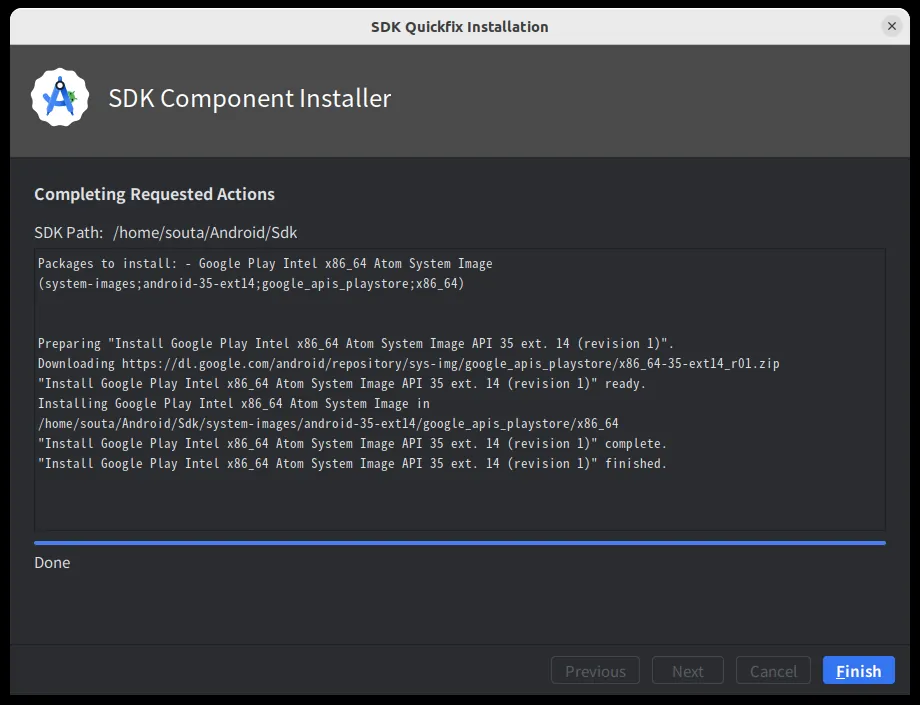 SDK Quickfix Installation
SDK Component Installer
Completing Requested Actions
SDK Path: /home/souta/Android/Sdk
Packages to install: - Google Play Intel x86_64 Atom System Image
(system-images;android-35-ext14;google_apis_playstore;x86_64)
Preparing "Install Google Play Intel x86_64 Atom System Image API 35 ext. 14 (revision 1)".
Downloading https://dl.google.com/android/repository/sys-img/google_apis_playstore/x86_64-35-ext14_r01.zip
"Install Google Play Intel x86_64 Atom System Image API 35 ext. 14 (revision 1)" ready.
Installing Google Play Intel x86_64 Atom System Image in
/home/souta/Android/Sdk/system-images/android-35-ext14/google_apis_playstore/x86_64
"Install Google Play Intel x86_64 Atom System Image API 35 ext. 14 (revision 1)" complete.
"Install Google Play Intel x86_64 Atom System Image API 35 ext. 14 (revision 1)" finished.
Done
Previous Next Cancel Finish